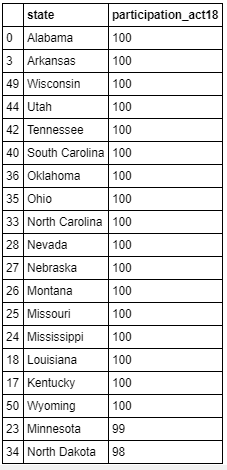 state participation_act18
0 Alabama 100
3 Arkansas 100
49 Wisconsin 100
44 Utah 100
42 Tennessee 100
40 South Carolina 100
36 Oklahoma 100
35 Ohio 100
33 North Carolina 100
28 Nevada 100
27 Nebraska 100
26 Montana 100
25 Missouri 100
24 Mississippi 100
18 Louisiana 100
17 Kentucky 100
50 Wyoming 100
23 Minnesota 99
34 North Dakota 98